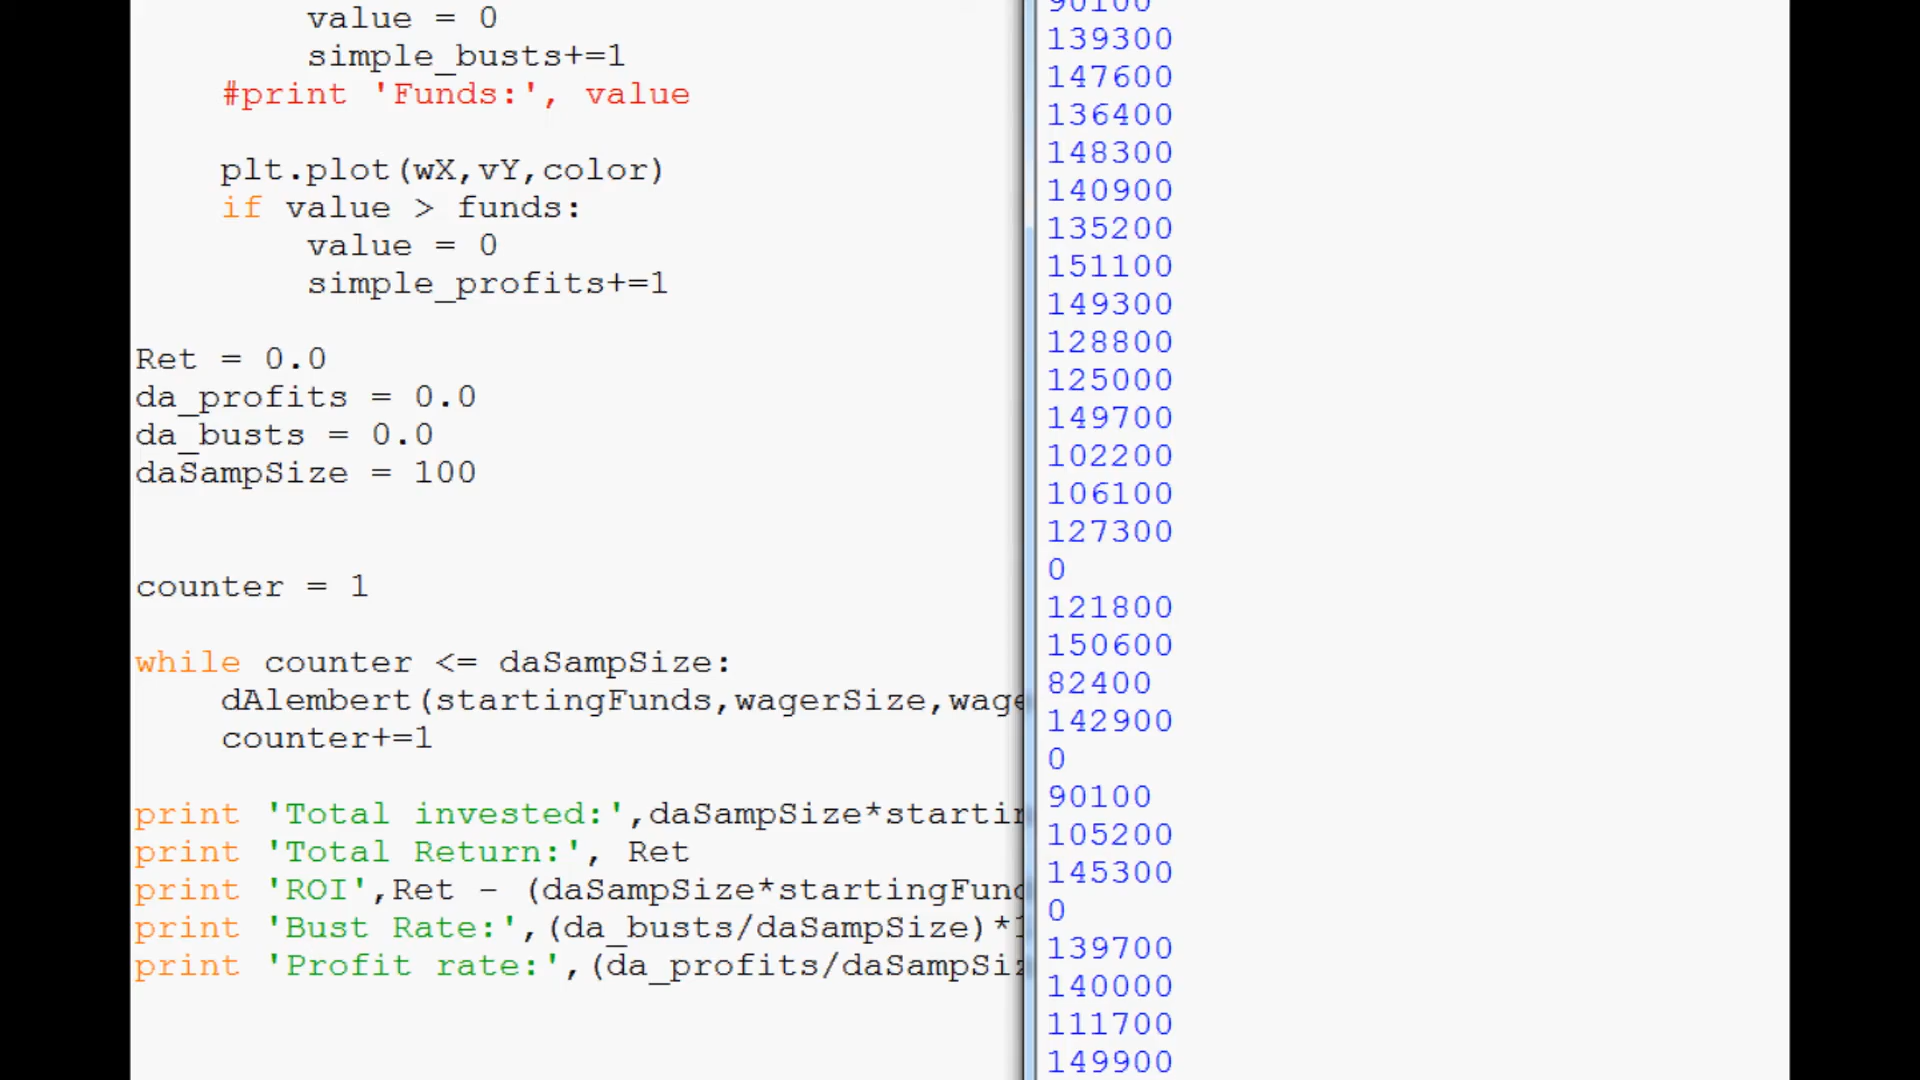 value = 0
simple_busts+=1
#print 'Funds:', value
plt.plot(wX,vY,color)
if value > funds:
value = 0
simple_profits+=1
Ret = 0.0
da_profits = 0.0
da_busts = 0.0
daSampSize = 100
counter = 1
while counter <= daSampSize:
dAlembert(startingFunds,wagerSize,wage
counter+=1
print 'Total invested:',daSampSize*startin
print 'Total Return:', Ret
print 'ROI',Ret - (daSampSize*startingFund
print 'Bust Rate:',(da_busts/daSampSize)*1
print 'Profit rate:',(da_profits/daSampSiz
90100
139300
147600
136400
148300
140900
135200
151100
149300
128800
125000
149700
102200
106100
127300
0
121800
150600
82400
142900
0
90100
105200
145300
0
139700
140000
111700
149900